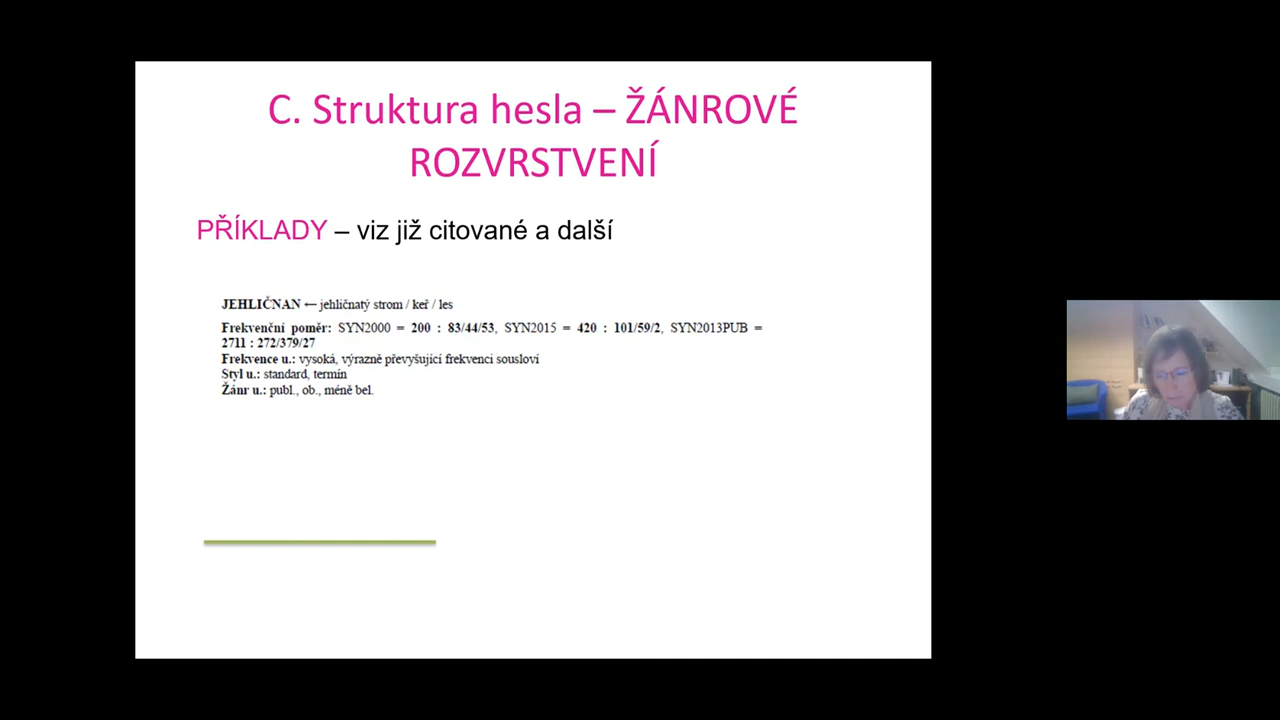 C. Struktura hesla – ŽÁNROVÉ
ROZVRSTVENÍ
PŘÍKLADY – viz již citované a další
JEHLIČNAN ← jehličnatý strom / keř / les
Frekvenční poměr: SYN2000 = 200 : 83/44/53, SYN2015 = 420 : 101/59/2, SYN2013PUB =
2711 : 272/379/27
Frekvence u.: vysoká, výrazně převyšující frekvenci sousloví
Styl u.: standard, termín
Žánr u.: publ., ob., méně bel.